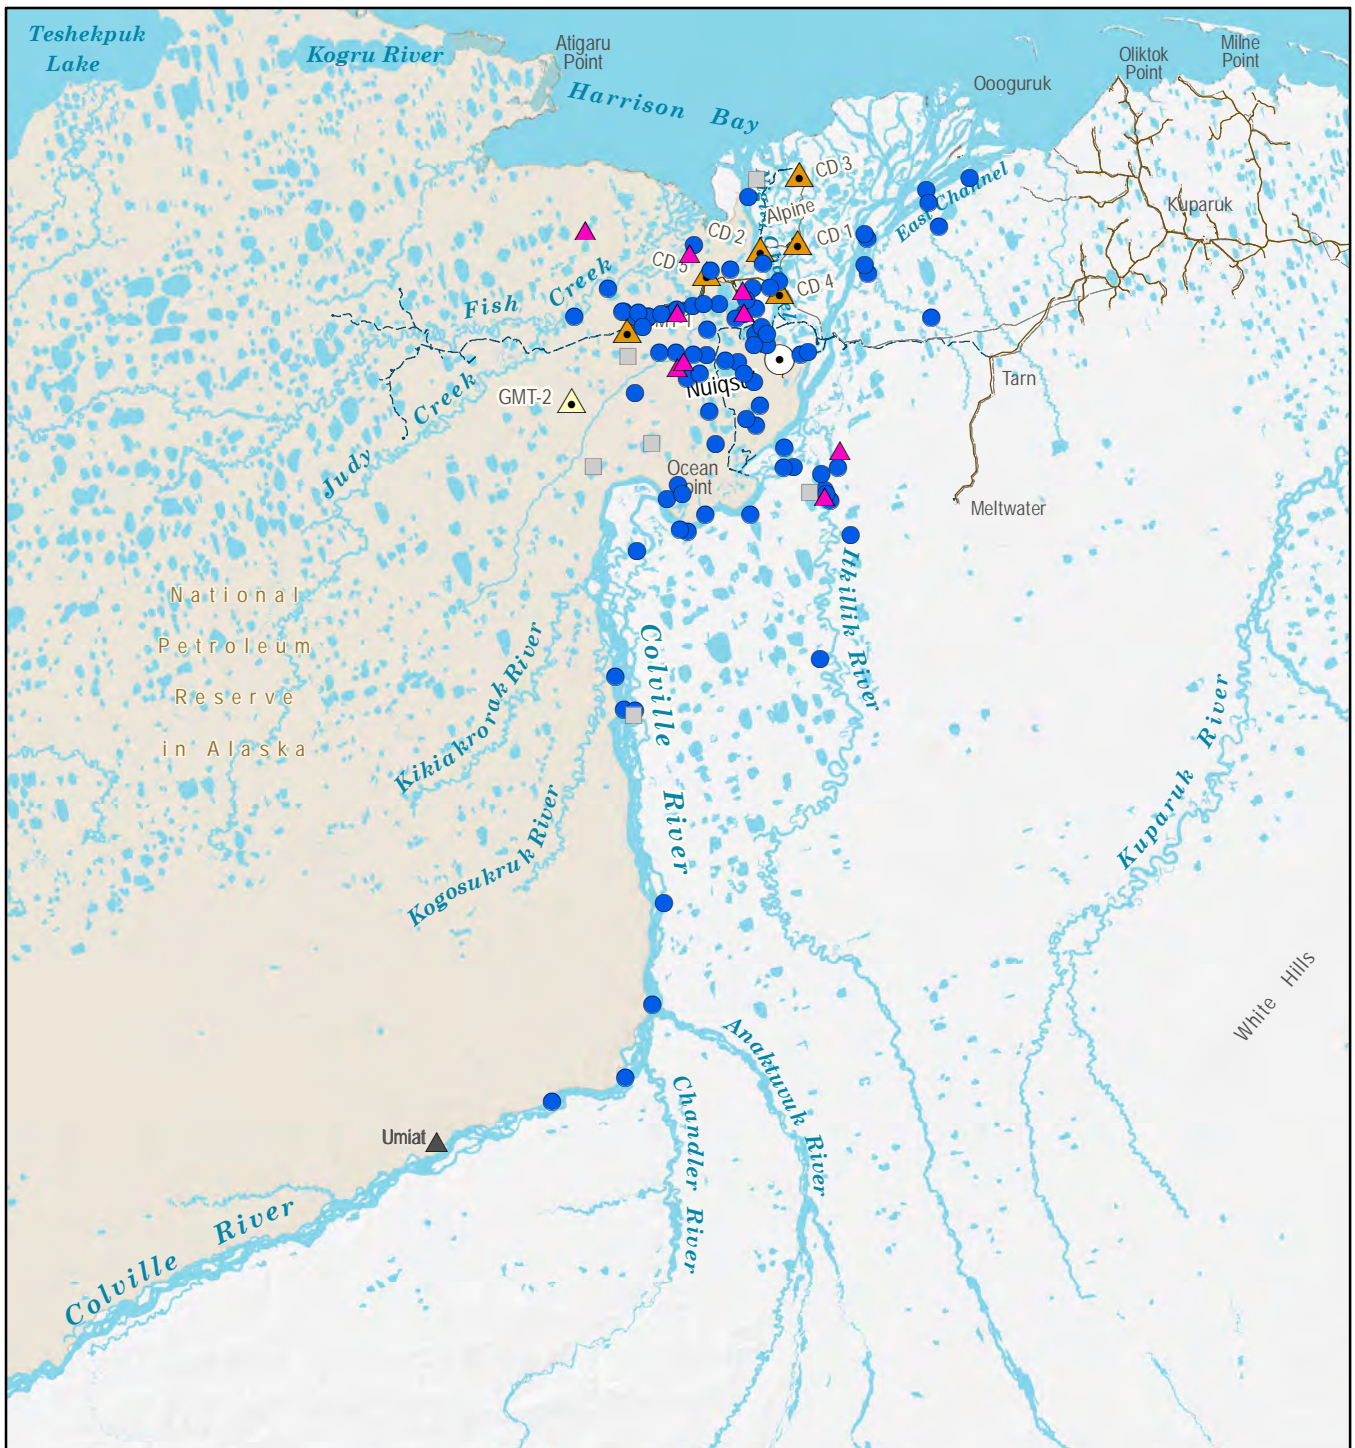 Teshekpuk
Lake
Kogru River
Atigaru
Point
Harrison Bay
Oooguruk
Oliktok
Point
Milne
Point
CD 3
Alpine
CD 2
CD 1
East Channel
Kuparuk
CD 5
CD 4
Fish Creek
Tarn
GMT-2
Judy Creek
Ocean
Meltwater
National
Petroleum
Reserve
in Alaska
Colville River
Itkillik River
Kikiakrorak River
Kogosukruk River
Kuparuk River
White Hills
Anaktuvuk River
Chandler River
Umiat
Colville River